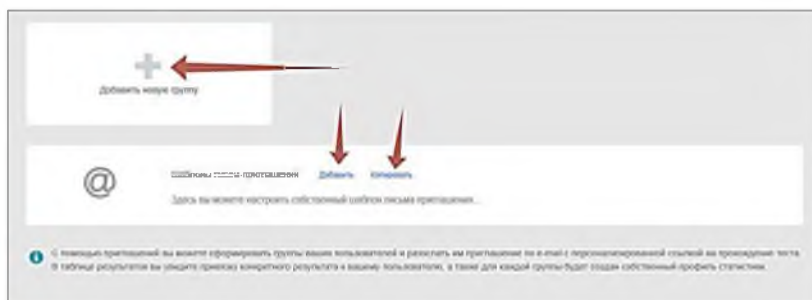 Добавить новую группу
@
Шаблоны приглашения Добавить Копировать
Здесь вы можете настроить собственный шаблон письма приглашения...
С помощью приглашений вы можете сформировать группы ваших пользователей и разослать им приглашение по e-mail с персонализированной ссылкой на прохождение теста.
В таблице результатов вы увидите привязку конкретного результата к вашему пользователю, а также для каждой группы будет создан собственный профиль статистики.